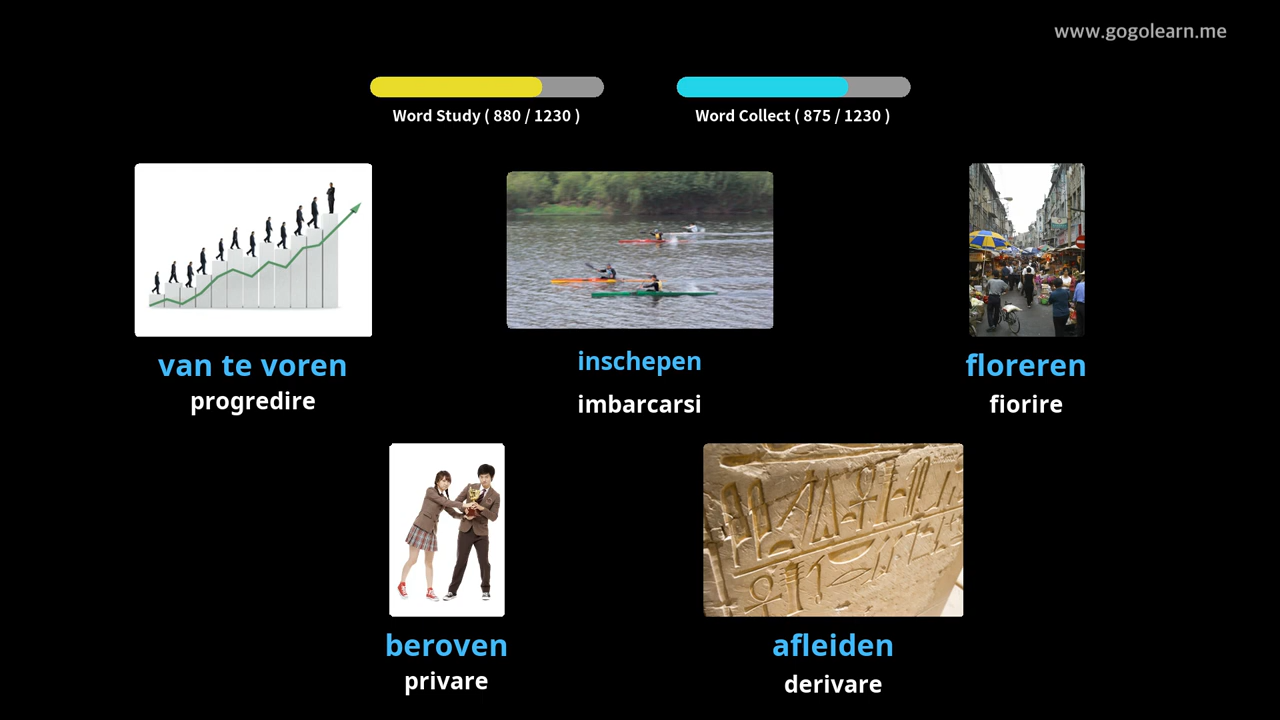 www.gogolearn.me
Word Study ( 880 / 1230 )
Word Collect ( 875 / 1230 )
van te voren
progredire
inschepen
imbarcarsi
floreren
fiorire
beroven
privare
afleiden
derivare